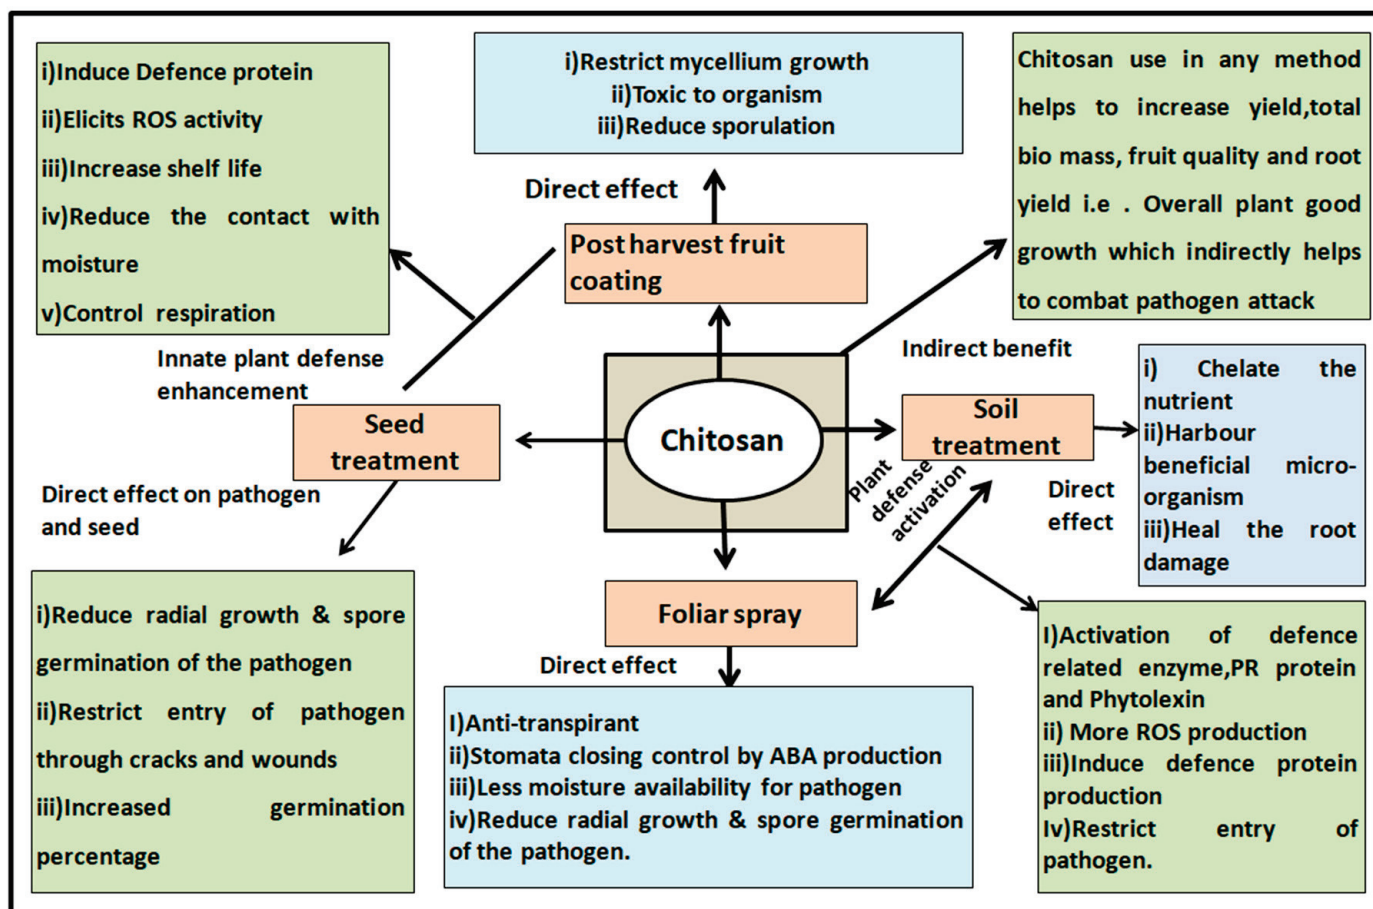 i)Induce Defence protein
ii)Elicits ROS activity
iii)Increase shelf life
iv)Reduce the contact with
moisture
v)Control respiration
i)Restrict mycellium growth
ii)Toxic to organism
iii)Reduce sporulation
Chitosan use in any method
helps to increase yield,total
bio mass, fruit quality and root
yield i.e . Overall plant good
growth which indirectly helps
to combat pathogen attack
Direct effect
Post harvest fruit
coating
Innate plant defense
enhancement
Indirect benefit
Seed
treatment
Chitosan
Soil
treatment
i) Chelate the
nutrient
ii)Harbour
beneficial micro-
organism
iii)Heal the root
damage
Direct effect on pathogen
and seed
Plant
defense
activation
Direct
effect
Foliar spray
Direct effect
i)Reduce radial growth & spore
germination of the pathogen
ii)Restrict entry of pathogen
through cracks and wounds
iii)Increased germination
percentage
I)Anti-transpirant
ii)Stomata closing control by ABA production
iii)Less moisture availability for pathogen
iv)Reduce radial growth & spore germination
of the pathogen.
I)Activation of defence
related enzyme,PR protein
and Phytolexin
ii) More ROS production
iii)Induce defence protein
production
Iv)Restrict entry of
pathogen.